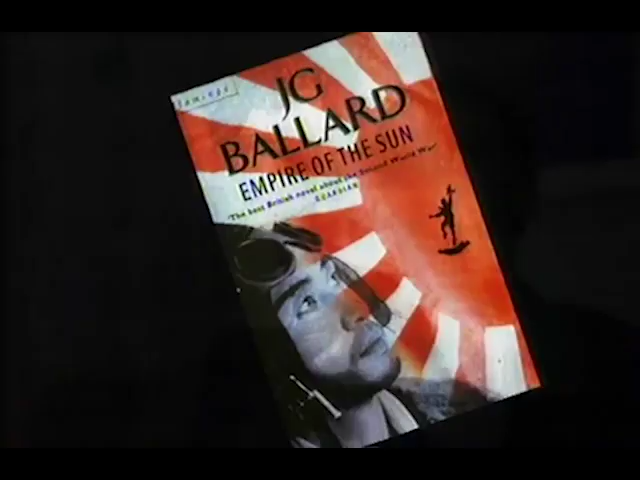 flamingo
JG
BALLARD
EMPIRE OF THE SUN
'The best British novel about the Second World War'
GUARDIAN